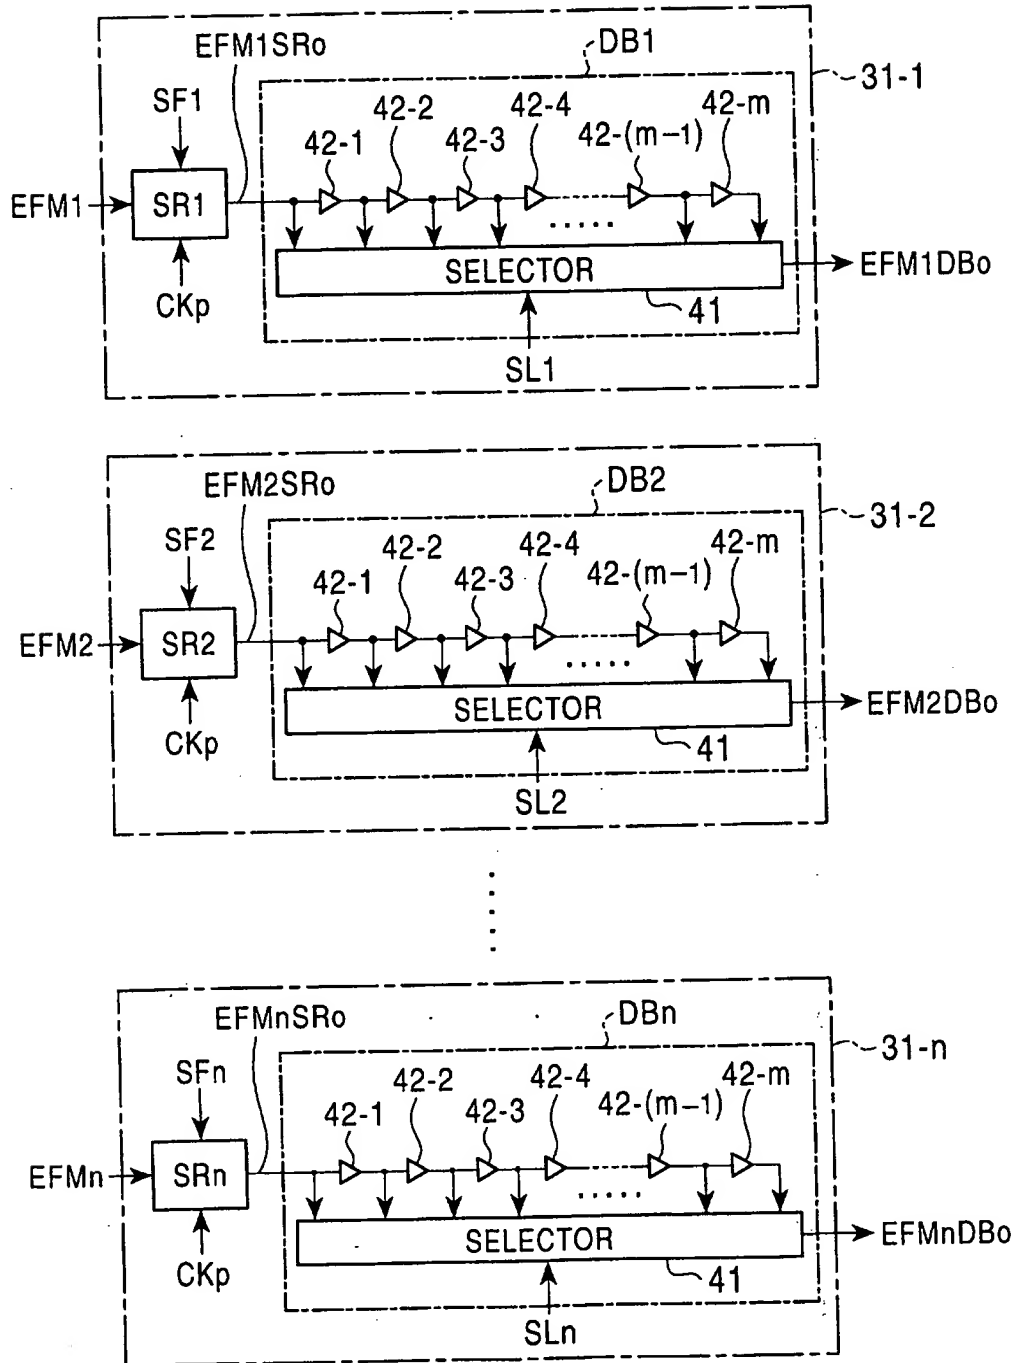 EFM1SRo
DB1
31-1
SF1
42-1
42-2
42-3
42-4
42-(m−1)
42-m
EFM1
SR1
SELECTOR
EFM1DBo
CKp
41
SL1
EFM2SRo
DB2
31-2
SF2
42-1
42-2
42-3
42-4
42-(m−1)
42-m
EFM2
SR2
SELECTOR
EFM2DBo
CKp
41
SL2
EFMnSRo
DBn
31-n
SFn
42-1
42-2
42-3
42-4
42-(m−1)
42-m
EFMn
SRn
SELECTOR
EFMnDBo
CKp
41
SLn